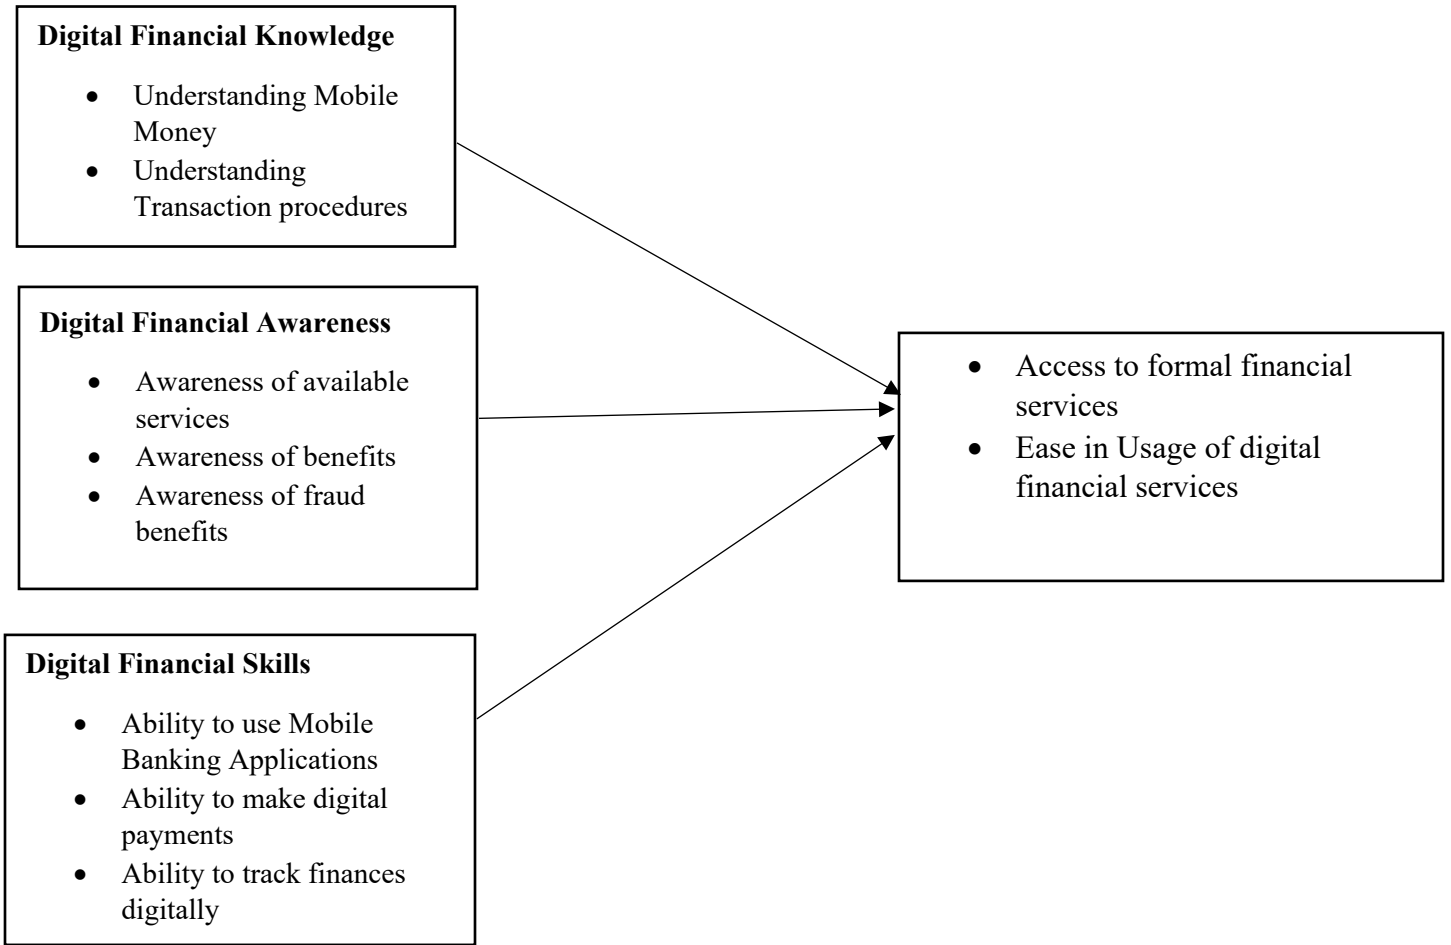 Digital Financial Knowledge
• Understanding Mobile
Money
• Understanding
Transaction procedures
Digital Financial Awareness
• Awareness of available
services
• Awareness of benefits
• Awareness of fraud
benefits
Digital Financial Skills
• Ability to use Mobile
Banking Applications
• Ability to make digital
payments
• Ability to track finances
digitally
• Access to formal financial
services
• Ease in Usage of digital
financial services